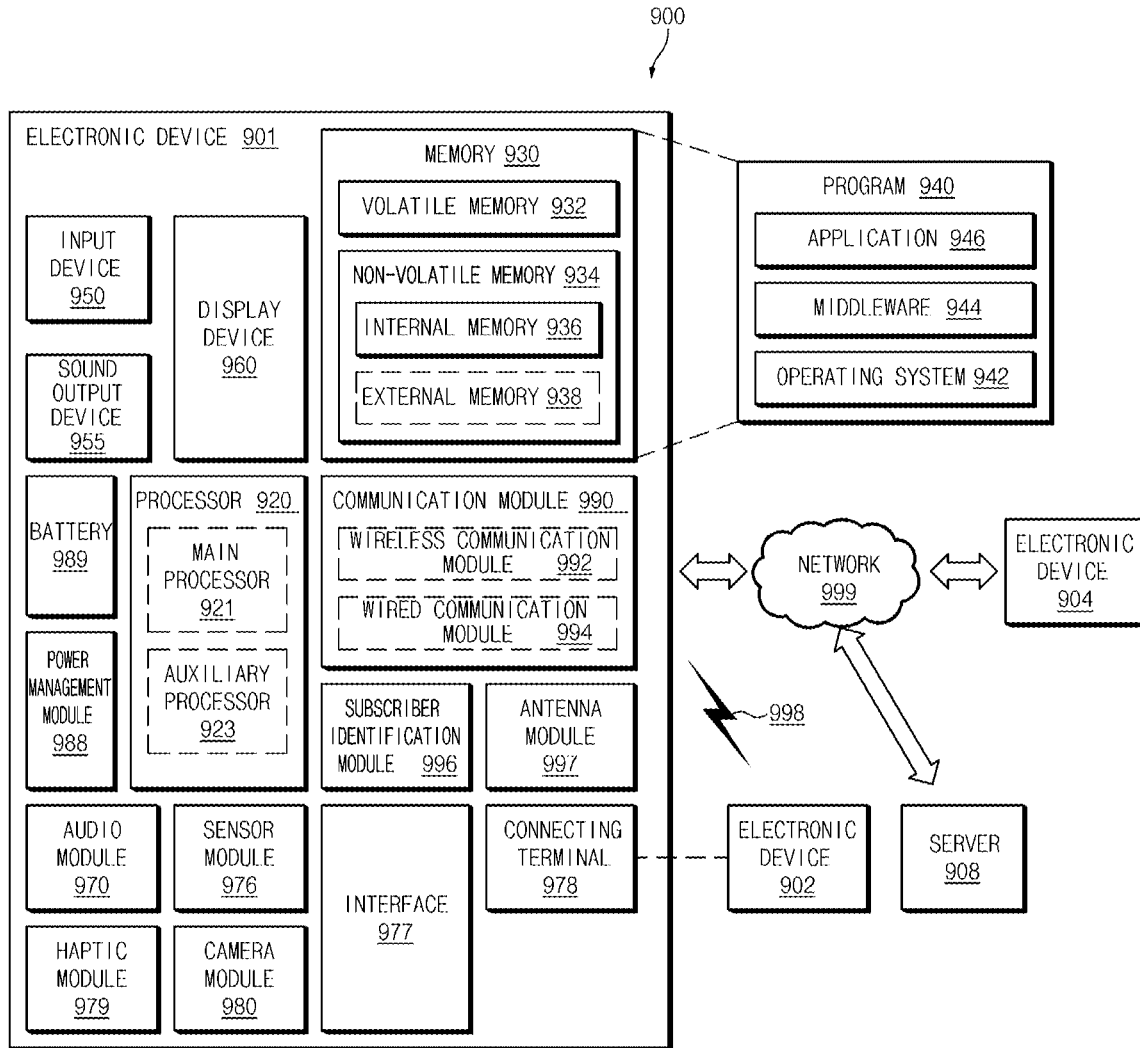 900
ELECTRONIC DEVICE 901
INPUT
DEVICE
950
SOUND
OUTPUT
DEVICE
955
DISPLAY
DEVICE
960
MEMORY 930
VOLATILE MEMORY 932
NON-VOLATILE MEMORY 934
INTERNAL MEMORY 936
EXTERNAL MEMORY 938
PROGRAM 940
APPLICATION 946
MIDDLEWARE 944
OPERATING SYSTEM 942
BATTERY
989
POWER
MANAGEMENT
MODULE
988
PROCESSOR 920
MAIN
PROCESSOR
921
AUXILIARY
PROCESSOR
923
COMMUNICATION MODULE 990
WIRELESS COMMUNICATION
MODULE 992
WIRED COMMUNICATION
MODULE 994
SUBSCRIBER
IDENTIFICATION
MODULE 996
ANTENNA
MODULE
997
NETWORK
999
ELECTRONIC
DEVICE
904
998
AUDIO
MODULE
970
SENSOR
MODULE
976
INTERFACE
977
CONNECTING
TERMINAL
978
ELECTRONIC
DEVICE
902
SERVER
908
HAPTIC
MODULE
979
CAMERA
MODULE
980